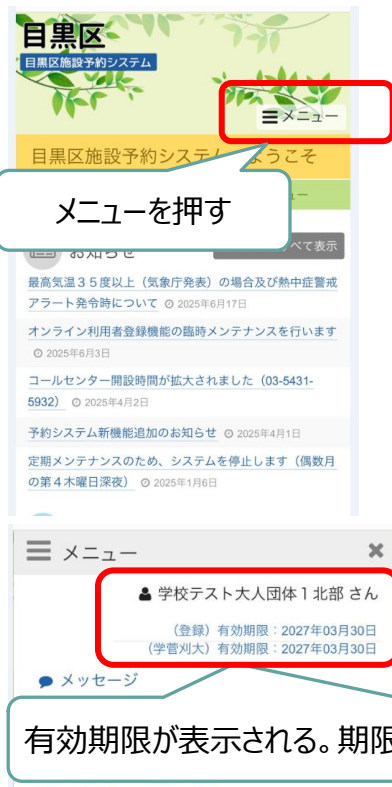 目黒区
目黒区施設予約システム
メニュー
目黒区施設予約システム ようこそ
メニューを押す
ー
お知らせ
べて表示
最高気温３５度以上（気象庁発表）の場合及び熱中症警戒
アラート発令時について 2025年6月17日
オンライン利用者登録機能の臨時メンテナンスを行います
2025年6月3日
コールセンター開設時間が拡大されました（03-5431-
5932） 2025年4月2日
予約システム新機能追加のお知らせ 2025年4月1日
定期メンテナンスのため、システムを停止します（偶数月
の第４木曜日深夜） 2025年1月6日
メニュー
学校テスト大人団体１北部 さん
（登録）有効期限：2027年03月30日
（学菅刈大）有効期限：2027年03月30日
メッセージ
有効期限が表示される。期限